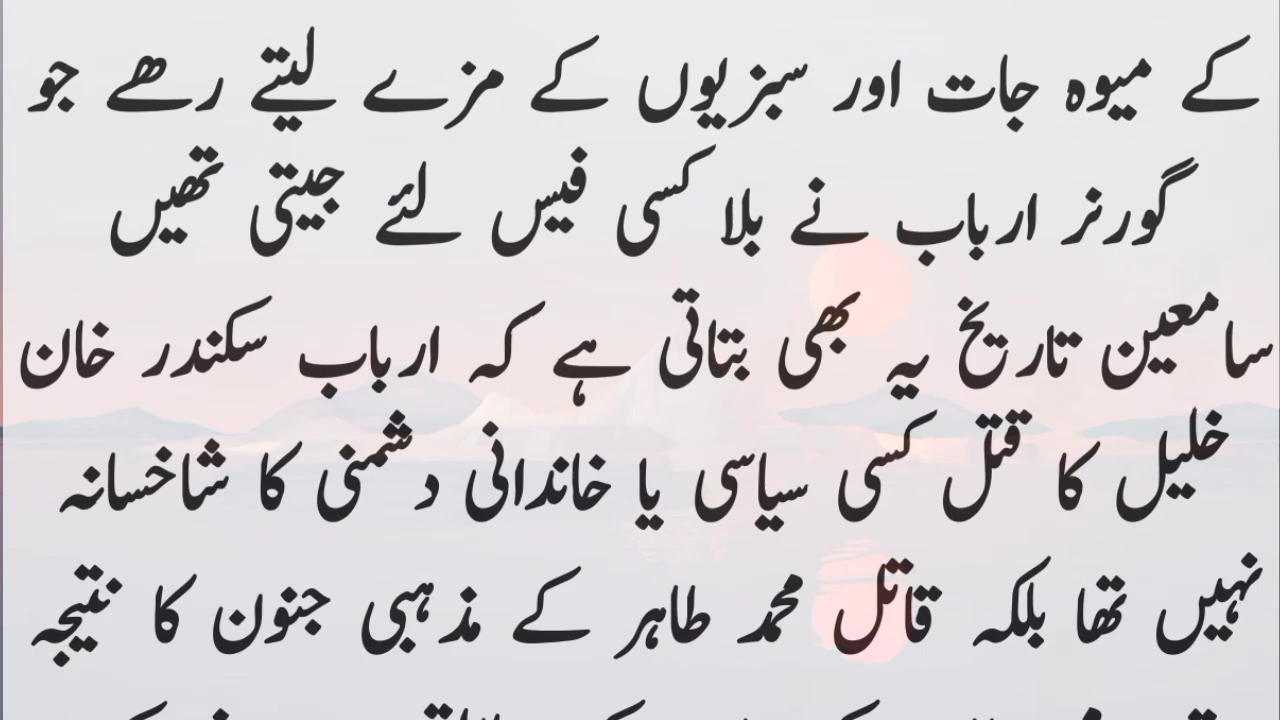 کے میوہ جات اور سبزیوں کے مزے لیتے رھے جو
گورنر ارباب نے بلا کسی فیس لئے جیتی تھیں
سامعین تاریخ یہ بھی بتاتی ہے کہ ارباب سکندر خان
خلیل کا قتل کسی سیاسی یا خاندانی دشمنی کا شاخسانہ
نہیں تھا بلکہ قاتل محمد طاہر کے مذہبی جنون کا نتیجہ